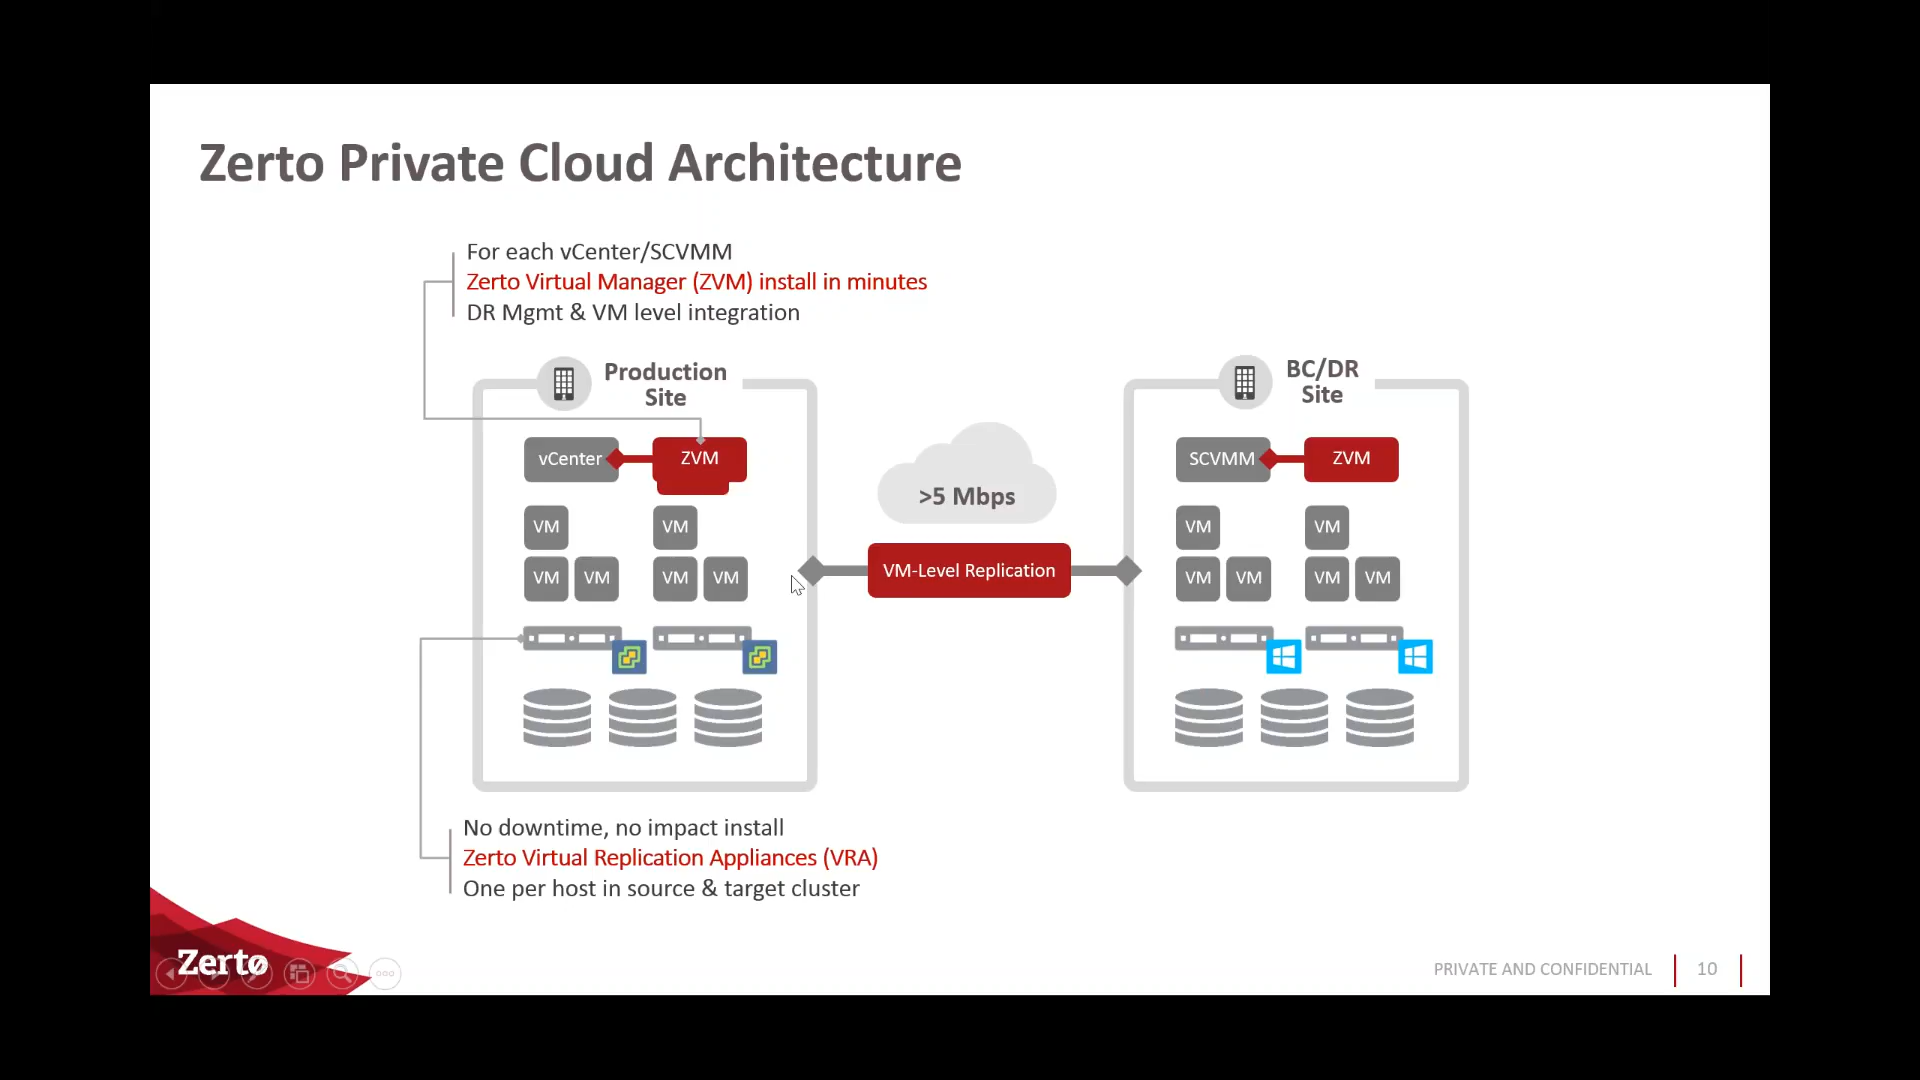 Zerto Private Cloud Architecture
For each vCenter/SCVMM
Zerto Virtual Manager (ZVM) install in minutes
DR Mgmt & VM level integration
Production
Site
vCenter
ZVM
VM
VM
VM VM
VM VM
>5 Mbps
VM-Level Replication
BC/DR
Site
SCVMM
ZVM
VM
VM
VM VM
VM VM
No downtime, no impact install
Zerto Virtual Replication Appliances (VRA)
One per host in source & target cluster
Zerto
PRIVATE AND CONFIDENTIAL
10